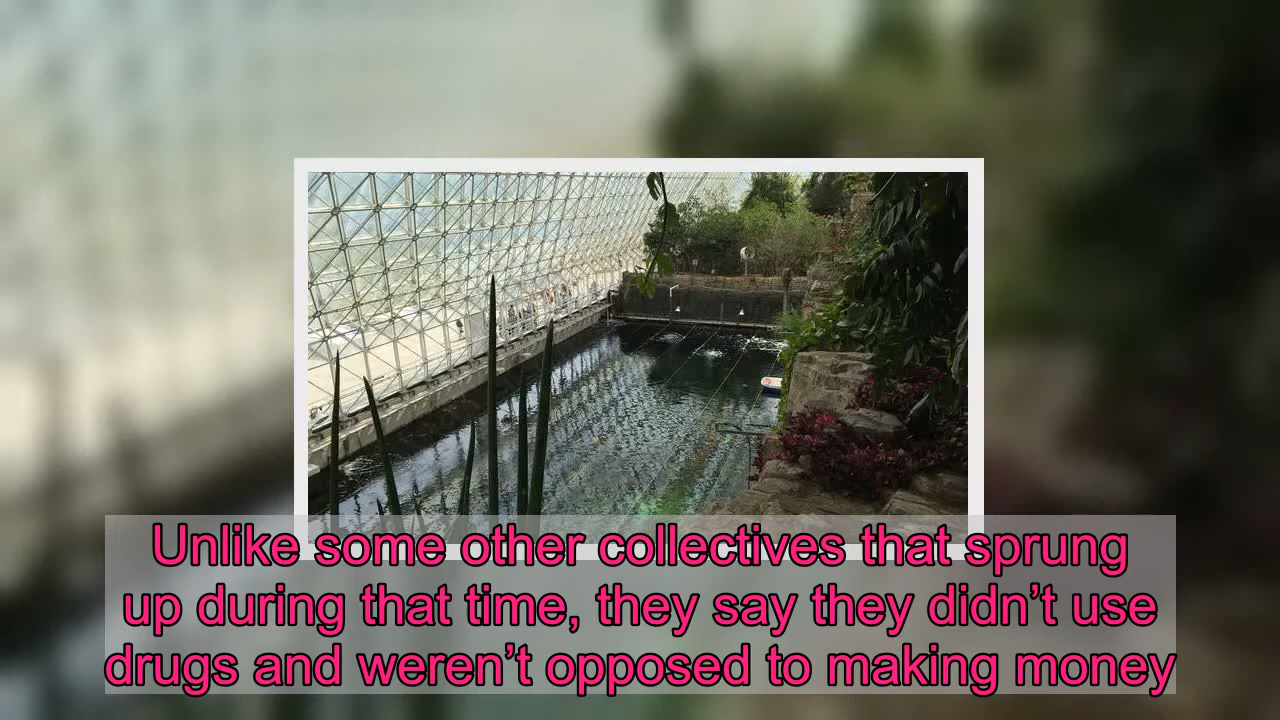 Unlike some other collectives that sprung
up during that time, they say they didn’t use
drugs and weren’t opposed to making money